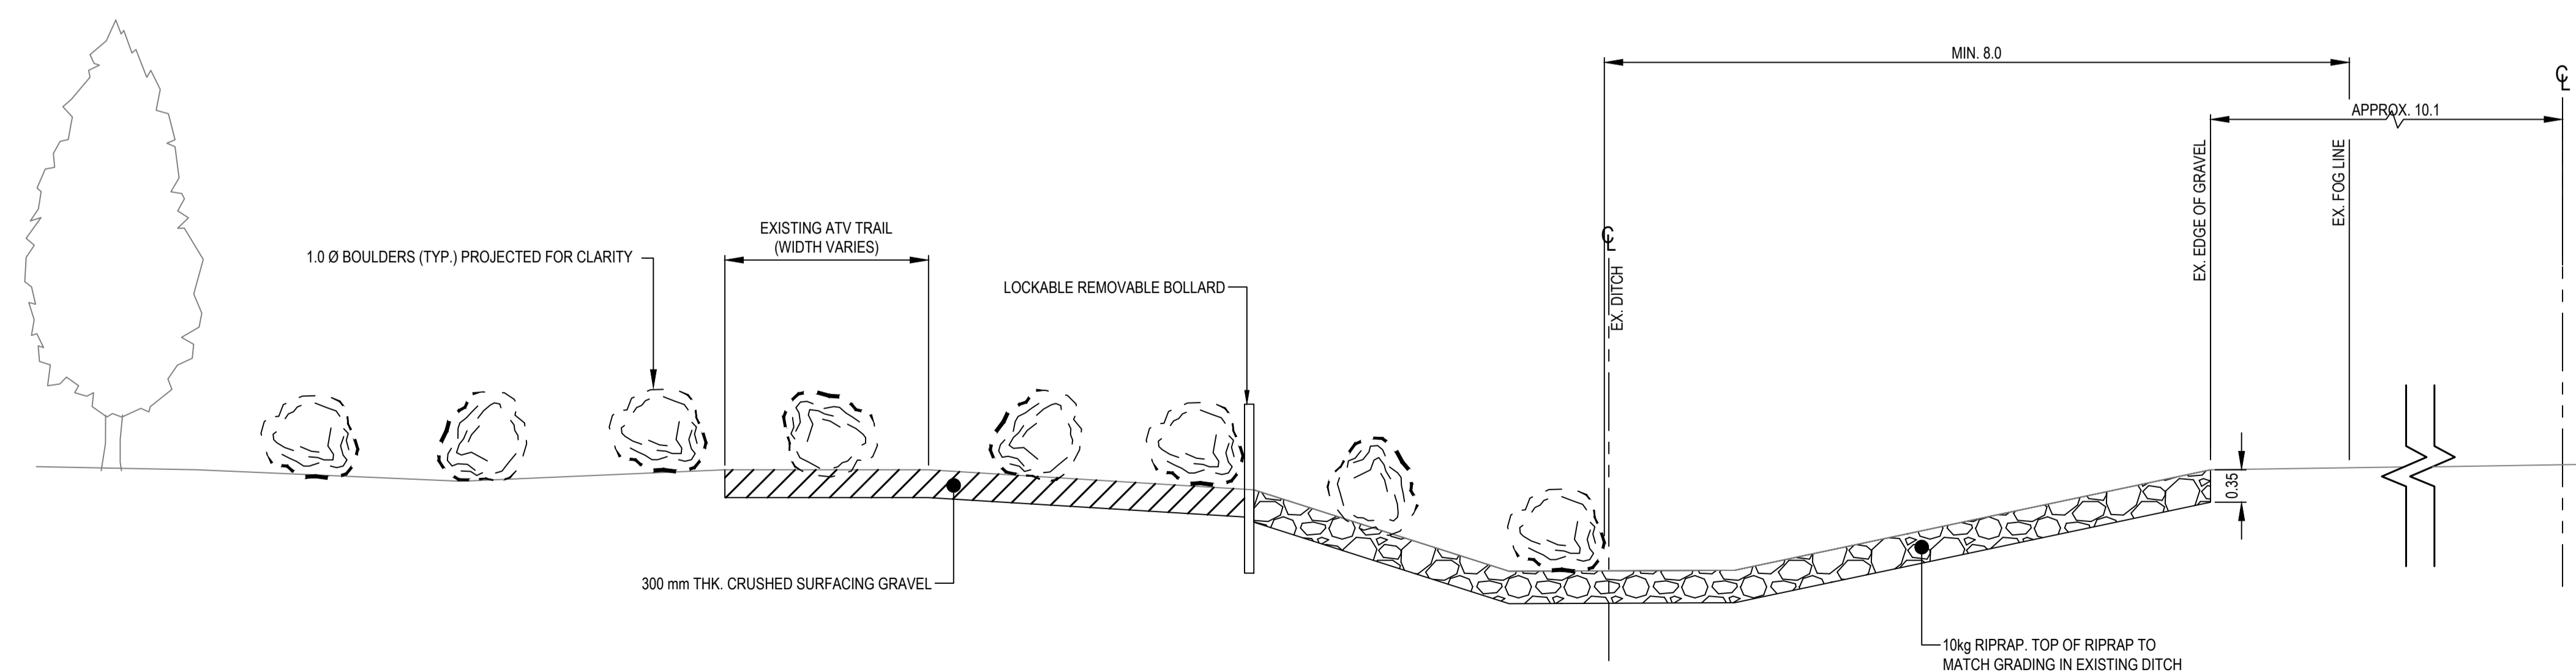 MIN. 8.0
℄
APPROX. 10.1
EX. EDGE OF GRAVEL
EX. FOG LINE
EXISTING ATV TRAIL
(WIDTH VARIES)
1.0 Ø BOULDERS (TYP.) PROJECTED FOR CLARITY
℄
EX. DITCH
LOCKABLE REMOVABLE BOLLARD
0.35
300 mm THK. CRUSHED SURFACING GRAVEL
10kg RIPRAP. TOP OF RIPRAP TO
MATCH GRADING IN EXISTING DITCH